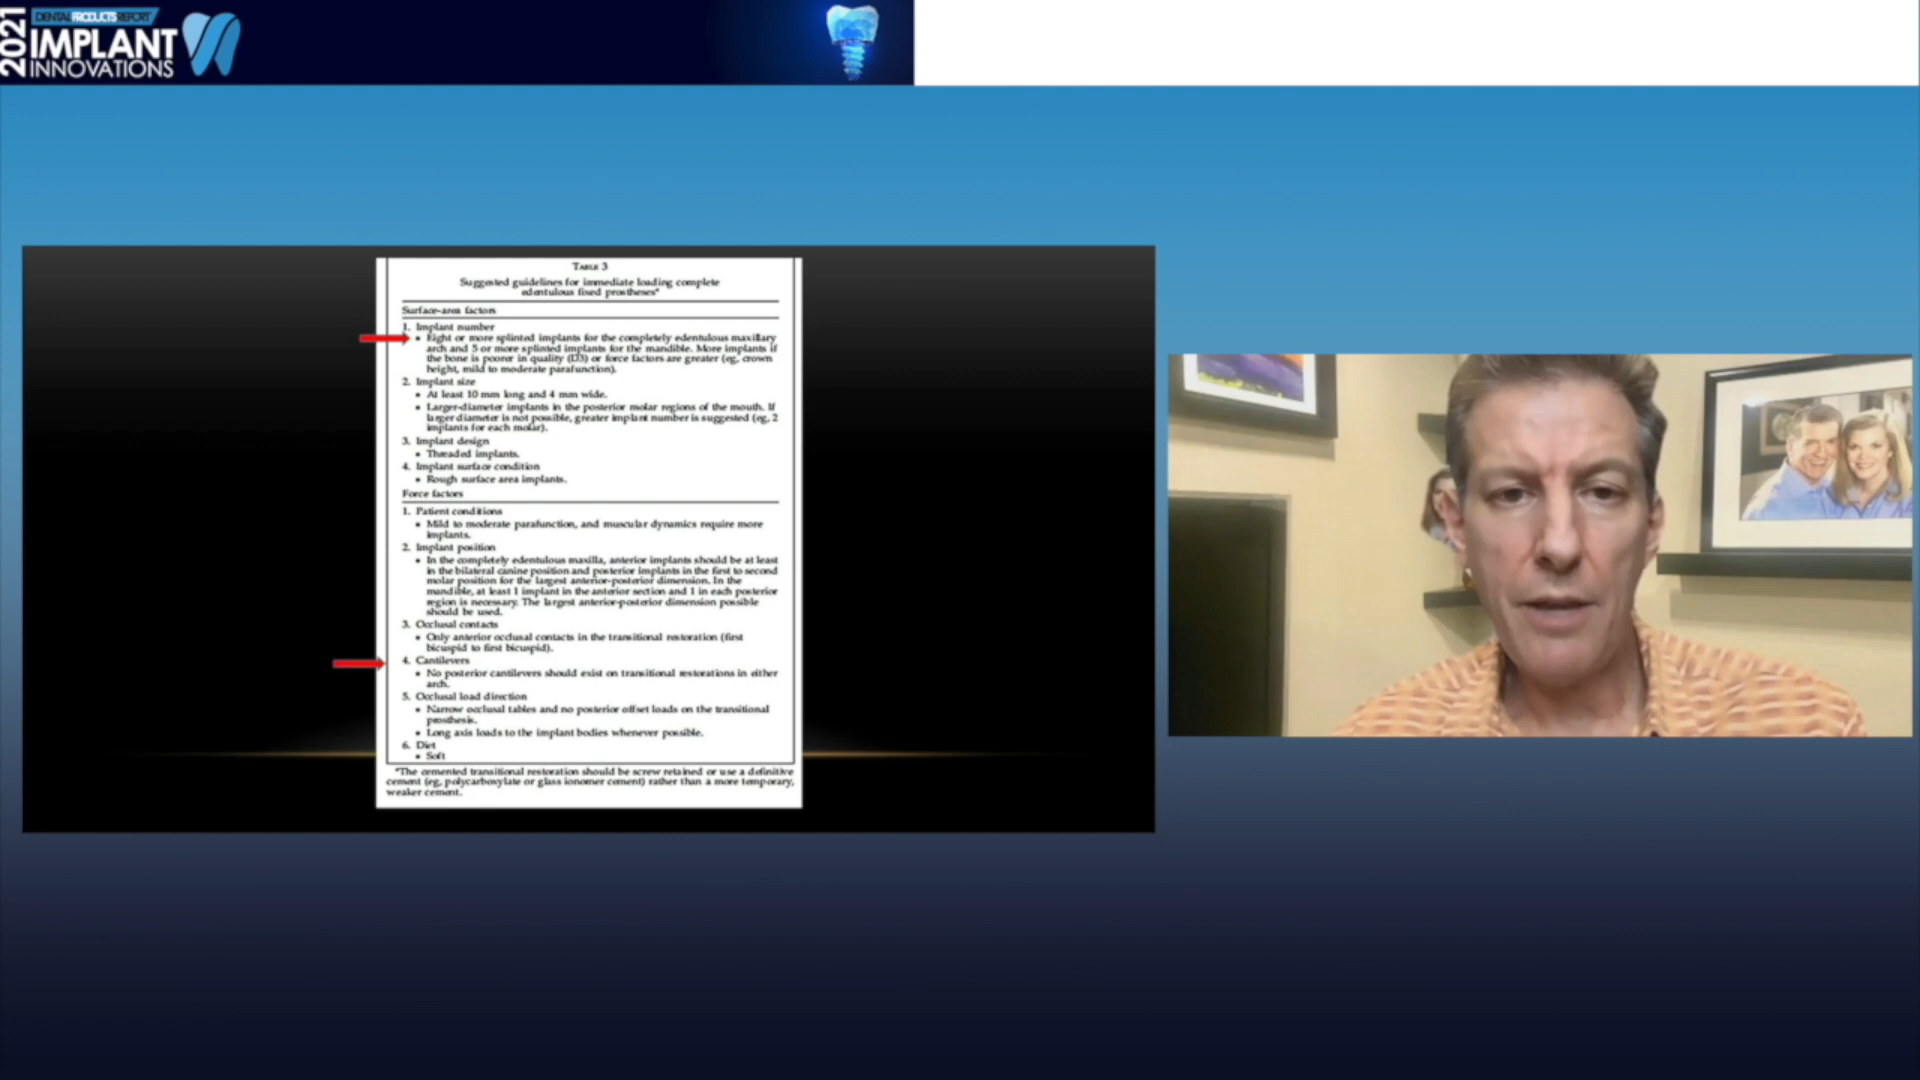 2021
DENTAL PRODUCTS REPORT
IMPLANT
INNOVATIONS
TABLE 3
Suggested guidelines for immediate loading complete
edentulous fixed prostheses*
Surface-area factors
1. Implant number
• Eight or more splinted implants for the completely edentulous maxillary
arch and 5 or more splinted implants for the mandible. More implants if
the bone is poorer in quality (D3) or force factors are greater (eg, crown
height, mild to moderate parafunction).
2. Implant size
• At least 10 mm long and 4 mm wide.
• Larger-diameter implants in the posterior molar regions of the mouth. If
larger diameter is not possible, greater implant number is suggested (eg, 2
implants for each molar).
3. Implant design
• Threaded implants.
4. Implant surface condition
• Rough surface area implants.
Force factors
1. Patient conditions
• Mild to moderate parafunction, and muscular dynamics require more
implants.
2. Implant position
• In the completely edentulous maxilla, anterior implants should be at least
in the bilateral canine position and posterior implants in the first to second
molar position for the largest anterior-posterior dimension. In the
mandible, at least 1 implant in the anterior section and 1 in each posterior
region is necessary. The largest anterior-posterior dimension possible
should be used.
3. Occlusal contacts
• Only anterior occlusal contacts in the transitional restoration (first
bicuspid to first bicuspid).
4. Cantilevers
• No posterior cantilevers should exist on transitional restorations in either
arch.
5. Occlusal load direction
• Narrow occlusal tables and no posterior offset loads on the transitional
prosthesis.
• Long axis loads to the implant bodies whenever possible.
6. Diet
• Soft
*The cemented transitional restoration should be screw retained or use a definitive
cement (eg, polycarboxylate or glass ionomer cement) rather than a more temporary,
weaker cement.